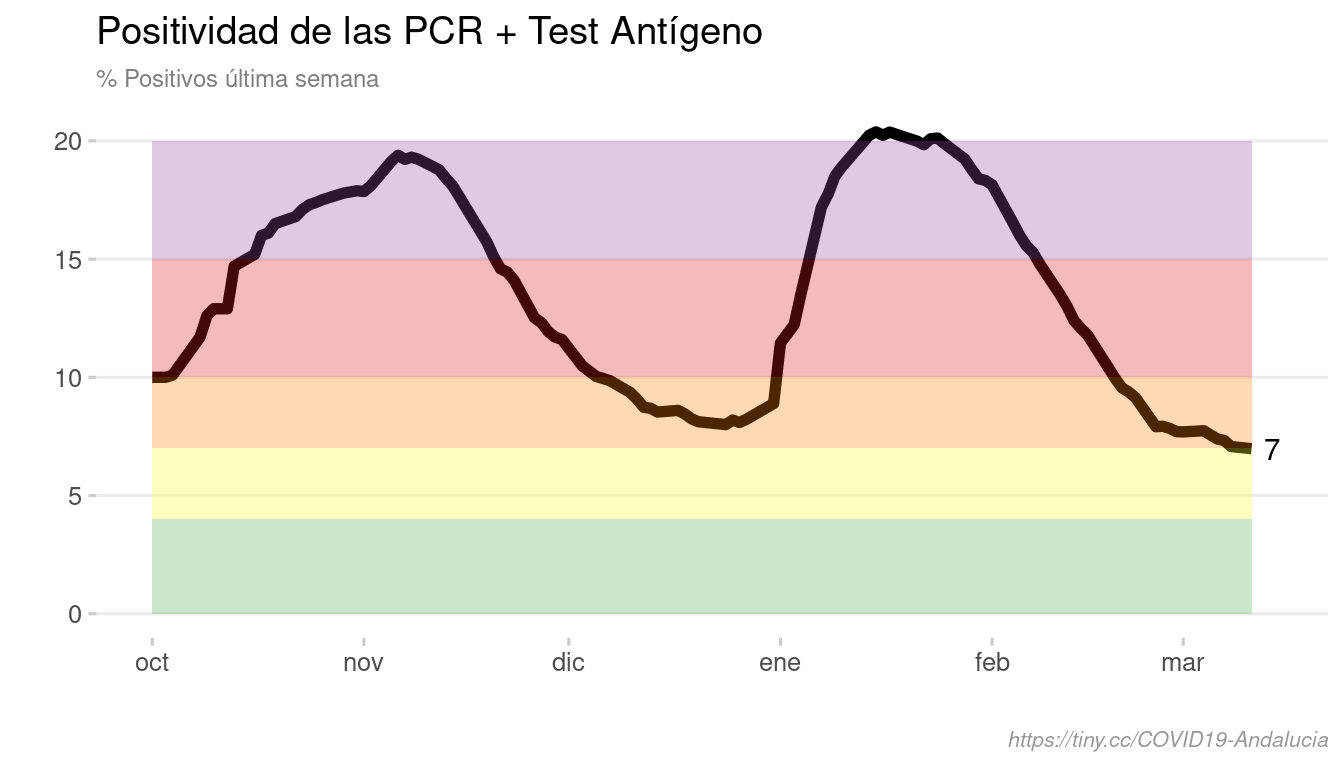 Positividad de las PCR + Test Antígeno
% Positivos última semana
20
15
10
5
0
7
oct nov dic ene feb mar
https://tiny.cc/COVID19-Andalucia